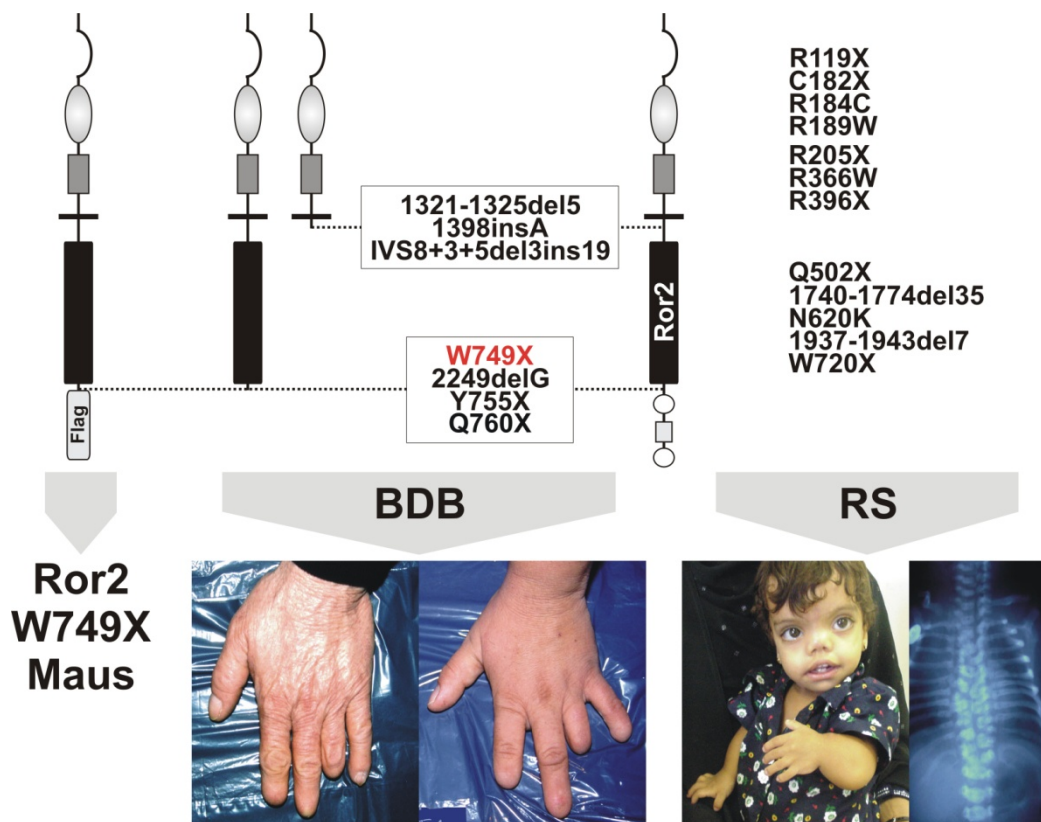 R119X
C182X
R184C
R189W
R205X
R366W
R396X
1321-1325del5
1398insA
IVS8+3+5del3ins19
Ror2
Q502X
1740-1774del35
N620K
1937-1943del7
W720X
W749X
2249delG
Y755X
Q760X
Flag
BDB
RS
Ror2
W749X
Maus